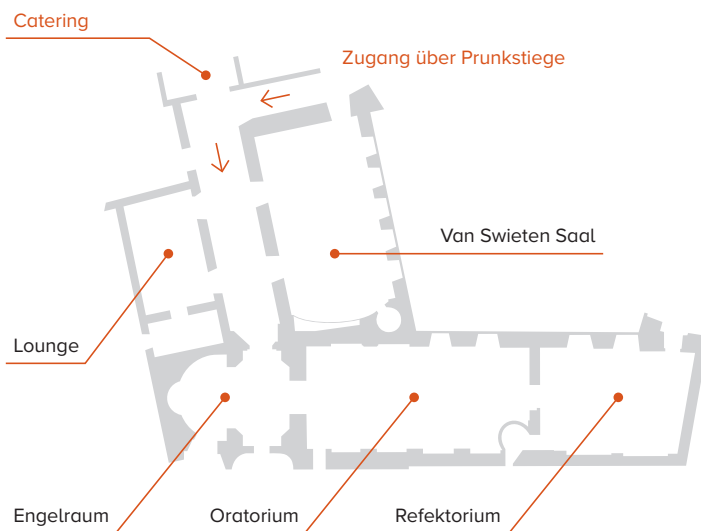 Catering
Zugang über Prunkstiege
Van Swieten Saal
Lounge
Engelraum
Oratorium
Refektorium